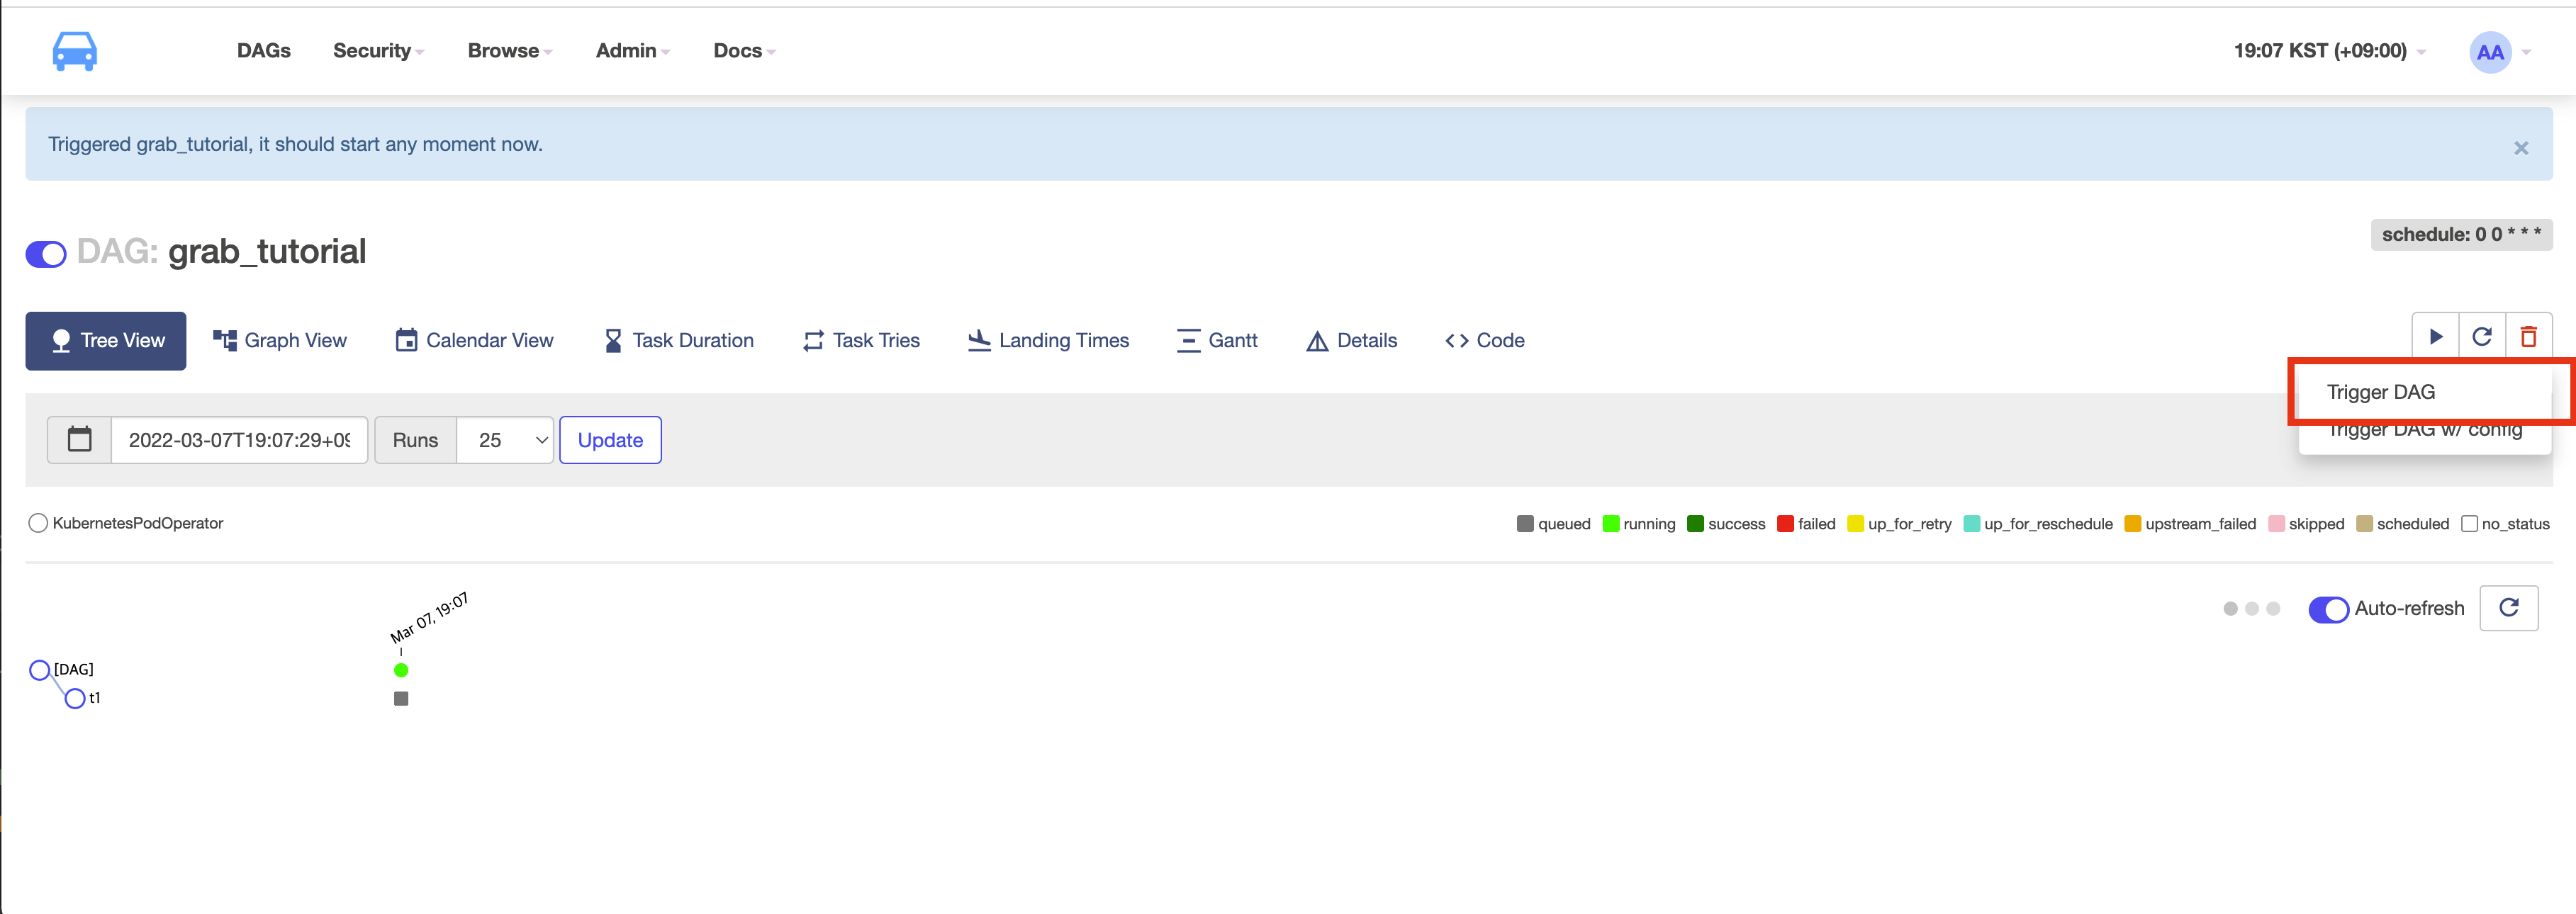 DAGs Security Browse Admin Docs 19:07 KST (+09:00) AA
Triggered grab_tutorial, it should start any moment now. ×
schedule: 0 0 * * *
DAG: grab_tutorial
Tree View Graph View Calendar View Task Duration Task Tries Landing Times Gantt Details Code
Trigger DAG
Trigger DAG w/ config
2022-03-07T19:07:29+09 Runs 25 Update
KubernetesPodOperator queued running success failed up_for_retry up_for_reschedule upstream_failed skipped scheduled no_status
Auto-refresh
Mar 07, 19:07
[DAG]
t1